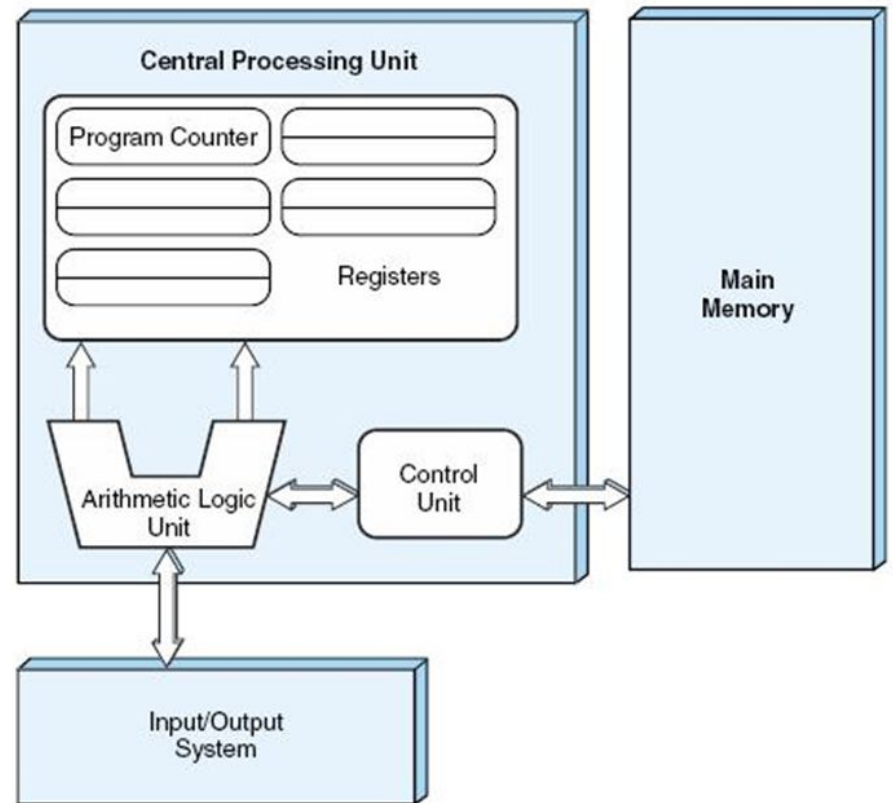 Central Processing Unit
Program Counter
Registers
Main
Memory
Arithmetic Logic
Unit
Control
Unit
Input/Output
System